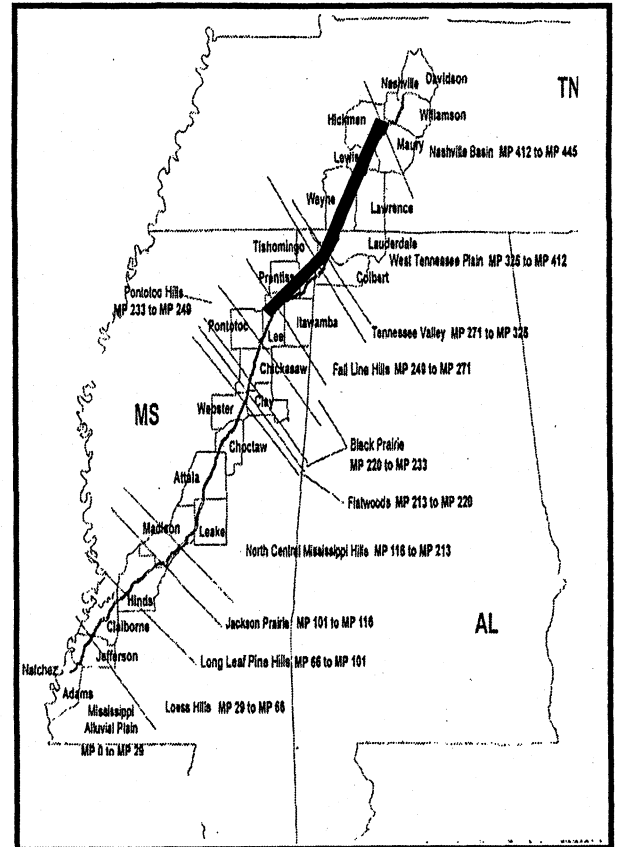 TN
Nashville
Davidson
Hickman
Williamson
Maury
Nashville Basin MP 412 to MP 445
Lewis
Wayne
Lawrence
Tishomingo
Lauderdale
West Tennessee Plain MP 325 to MP 412
Prentiss
Colbert
Pontotoc Hills
MP 233 to MP 249
Pontotoc
Itawamba
Lee
Tennessee Valley MP 271 to MP 325
Chickasaw
Fall Line Hills MP 249 to MP 271
MS
Webster
Clay
Choctaw
Black Prairie
MP 220 to MP 233
Attala
Flatwoods MP 213 to MP 220
Madison
Leake
North Central Mississippi Hills MP 116 to MP 213
Hinds
Jackson Prairie MP 101 to MP 116
AL
Claiborne
Jefferson
Long Leaf Pine Hills MP 66 to MP 101
Natchez
Adams
Loess Hills MP 29 to MP 66
Mississippi
Alluvial Plain
MP 0 to MP 29